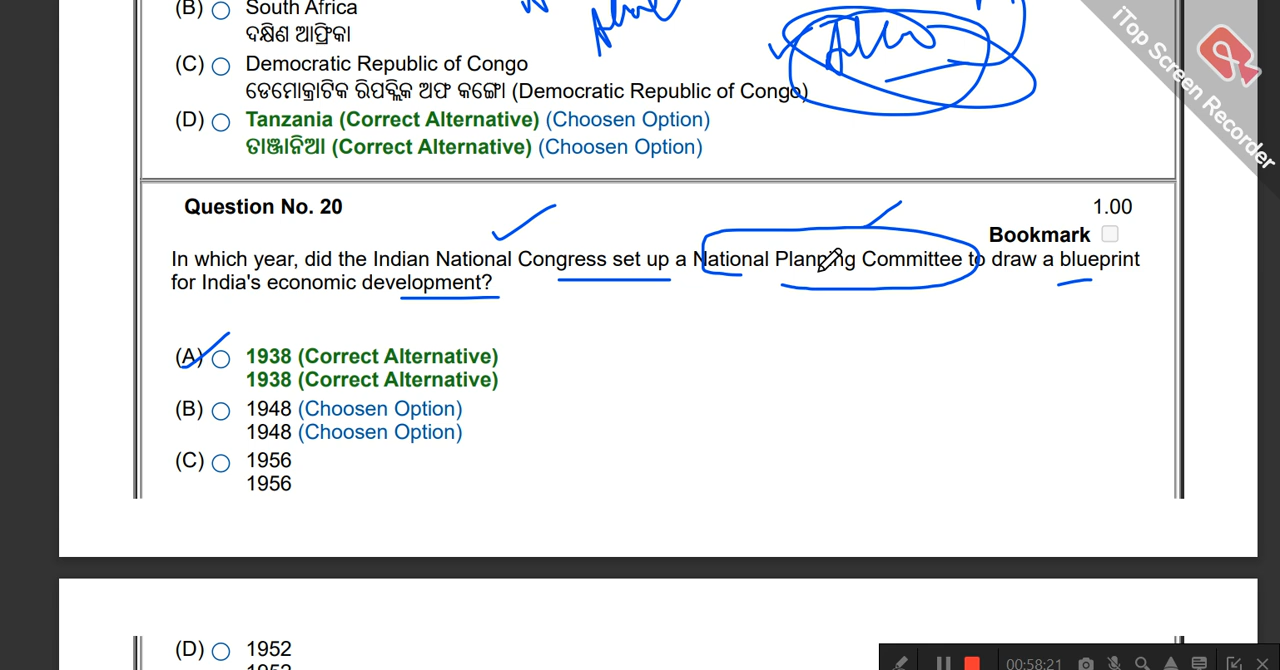 (B) South Africa
ଦକ୍ଷିଣ ଆଫ୍ରିକା
(C) Democratic Republic of Congo
ଡେମୋକ୍ରାଟିକ ରିପବ୍ଲିକ ଅଫ କଙ୍ଗୋ (Democratic Republic of Congo)
(D) Tanzania (Correct Alternative) (Choosen Option)
ତାଞ୍ଜାନିଆ (Correct Alternative) (Choosen Option)
iTop Screen Recorder
Question No. 20 1.00
Bookmark
In which year, did the Indian National Congress set up a National Planning Committee to draw a blueprint
for India's economic development?
(A) 1938 (Correct Alternative)
1938 (Correct Alternative)
(B) 1948 (Choosen Option)
1948 (Choosen Option)
(C) 1956
1956
(D) 1952
1952
00:58:21